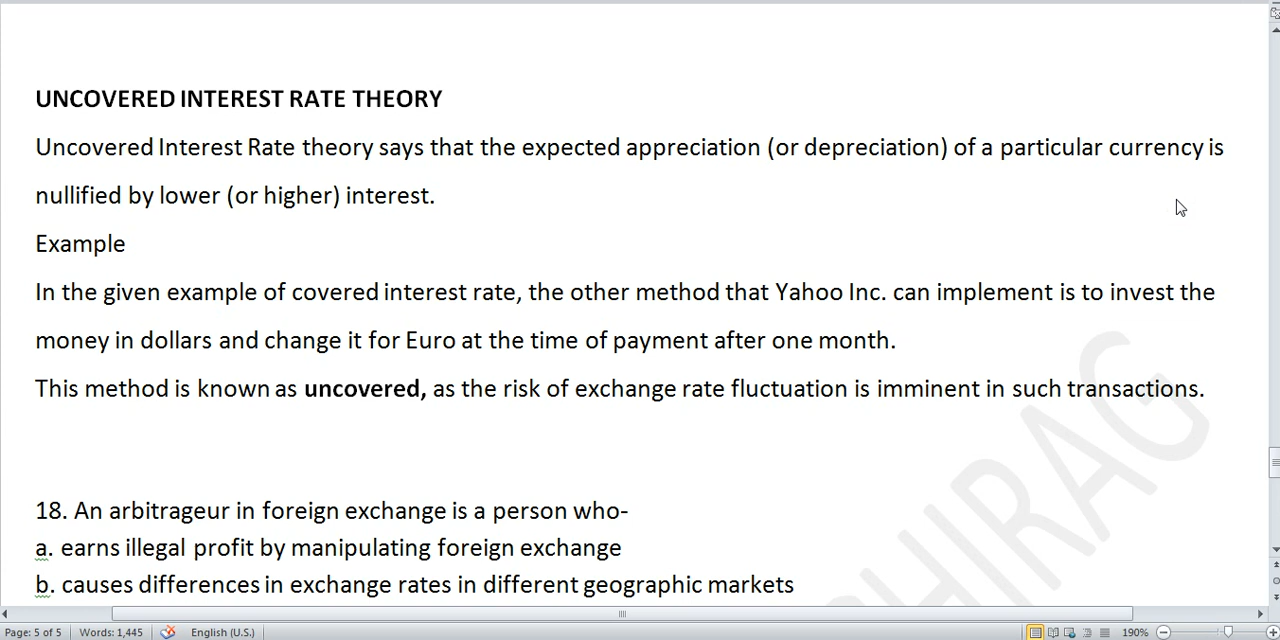 UNCOVERED INTEREST RATE THEORY
Uncovered Interest Rate theory says that the expected appreciation (or depreciation) of a particular currency is
nullified by lower (or higher) interest.
Example
In the given example of covered interest rate, the other method that Yahoo Inc. can implement is to invest the
money in dollars and change it for Euro at the time of payment after one month.
This method is known as uncovered, as the risk of exchange rate fluctuation is imminent in such transactions.
18. An arbitrageur in foreign exchange is a person who-
a. earns illegal profit by manipulating foreign exchange
b. causes differences in exchange rates in different geographic markets
HIRAG
Page: 5 of 5
Words: 1,445
English (U.S.)
190%